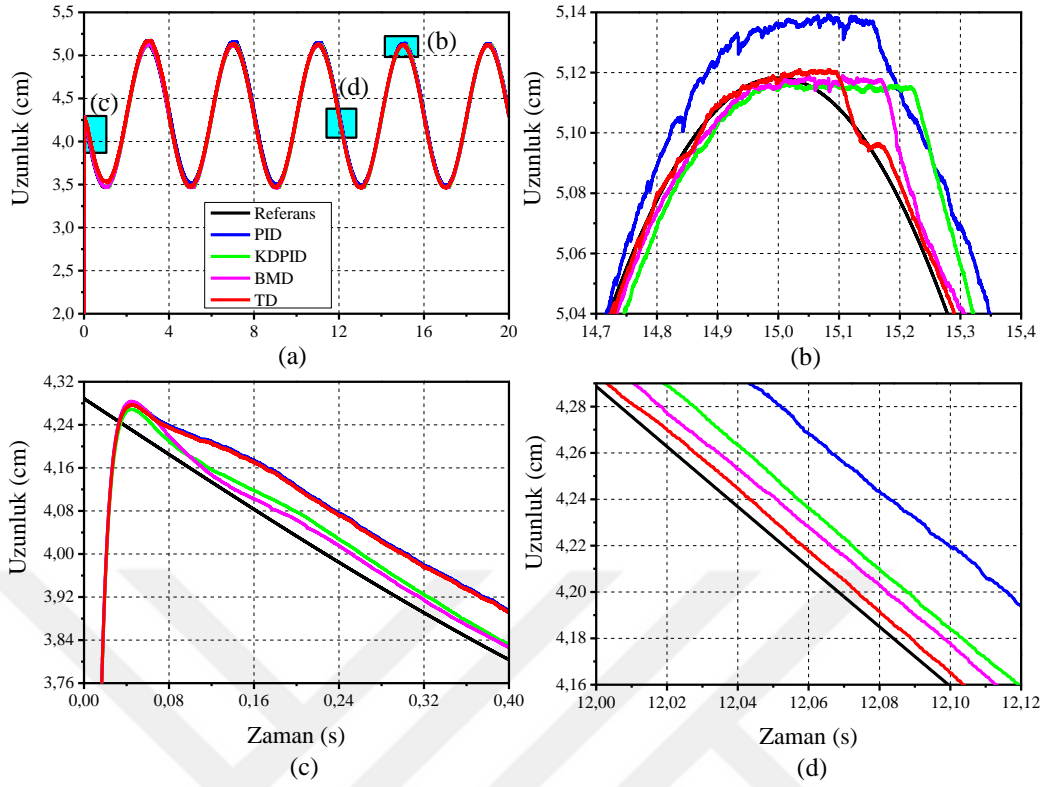 5,5
5,0
4,5
4,0
3,5
3,0
2,5
2,0
Uzunluk (cm)
(c)
(d)
(b)
Referans
PID
KDPID
BMD
TD
0 4 8 12 16 20
(a)
5,14
5,12
5,10
5,08
5,06
5,04
Uzunluk (cm)
14,7 14,8 14,9 15,0 15,1 15,2 15,3 15,4
(b)
4,32
4,24
4,16
4,08
4,00
3,92
3,84
3,76
Uzunluk (cm)
0,00 0,08 0,16 0,24 0,32 0,40
Zaman (s)
(c)
4,28
4,26
4,24
4,22
4,20
4,18
4,16
Uzunluk (cm)
12,00 12,02 12,04 12,06 12,08 12,10 12,12
Zaman (s)
(d)